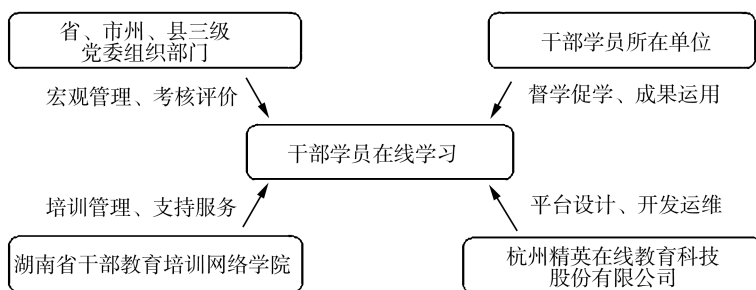 省、市州、县三级
党委组织部门
干部学员所在单位
宏观管理、考核评价
督学促学、成果运用
干部学员在线学习
培训管理、支持服务
平台设计、开发运维
湖南省干部教育培训网络学院
杭州精英在线教育科技
股份有限公司